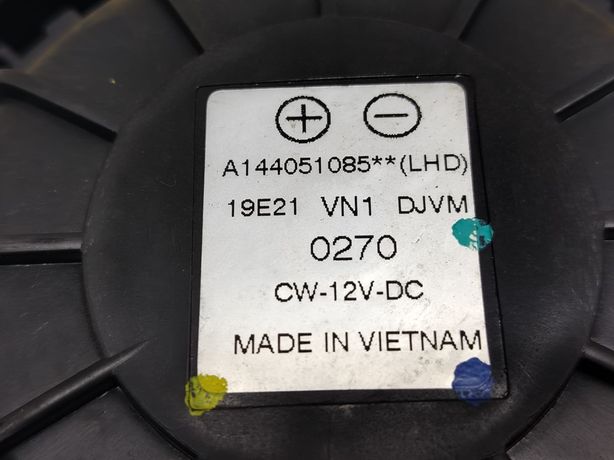 ⊕ ⊖
A144051085**(LHD)
19E21 VN1 DJVM
0270
CW-12V-DC
MADE IN VIETNAM